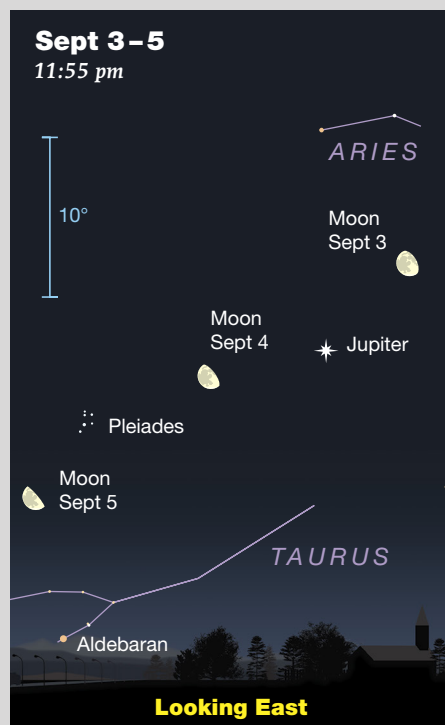 Sept 3–5
11:55 pm
ARIES
10°
Moon
Sept 3
Moon
Sept 4
Jupiter
Pleiades
Moon
Sept 5
TAURUS
Aldebaran
Looking East